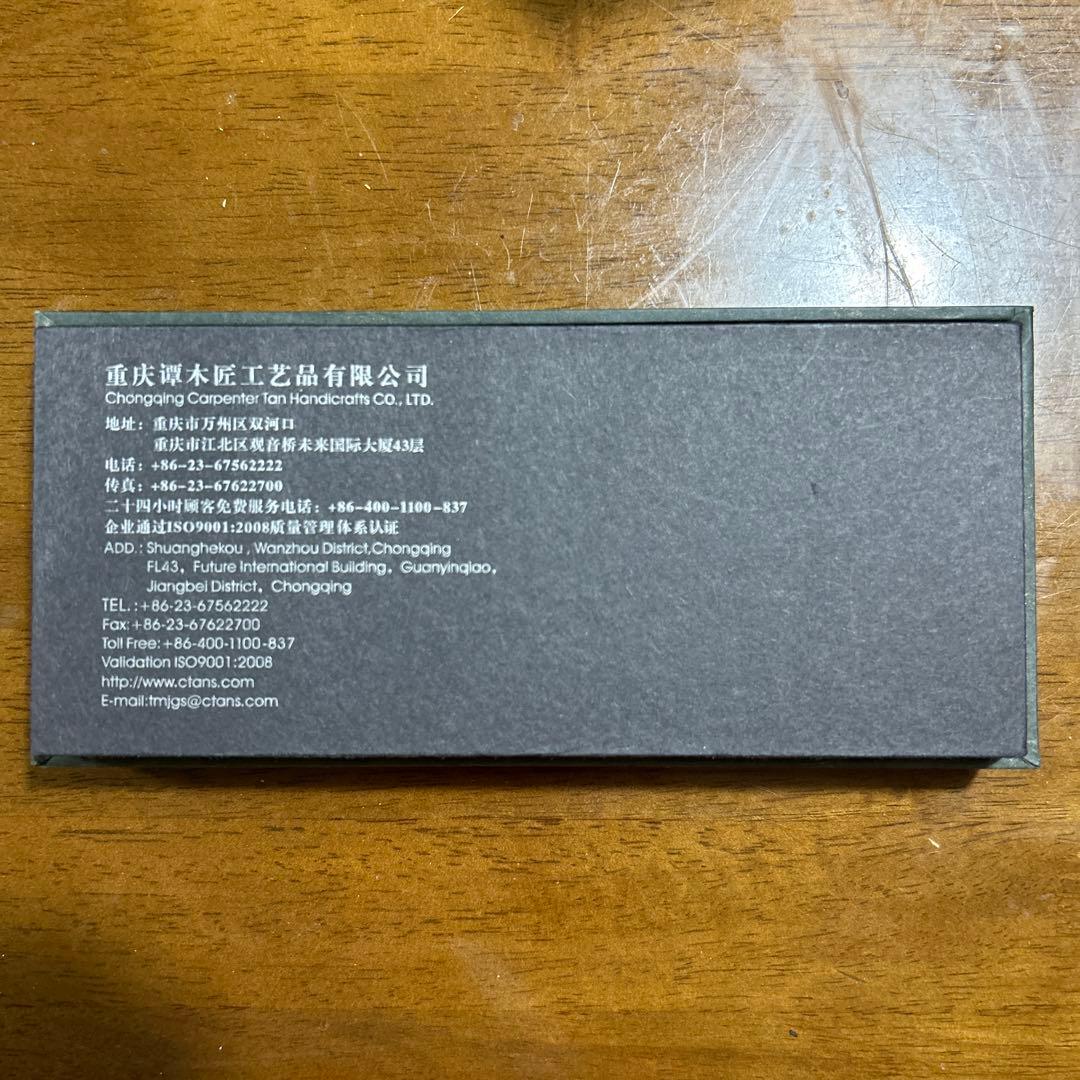 重庆谭木匠工艺品有限公司
Chongqing Carpenter Tan Handicrafts CO., LTD.
地址：重庆市万州区双河口
重庆市江北区观音桥未来国际大厦43层
电话：+86-23-67562222
传真：+86-23-67622700
二十四小时顾客免费服务电话：+86-400-1100-837
企业通过ISO9001:2008质量管理体系认证
ADD.: Shuanghekou , Wanzhou District,Chongqing
FL43，Future International Building，Guanyinqiao，
Jiangbei District，Chongqing
TEL. :+86-23-67562222
Fax:+86-23-67622700
Toll Free:+86-400-1100-837
Validation ISO9001:2008
http://www.ctans.com
E-mail:tmjgs@ctans.com